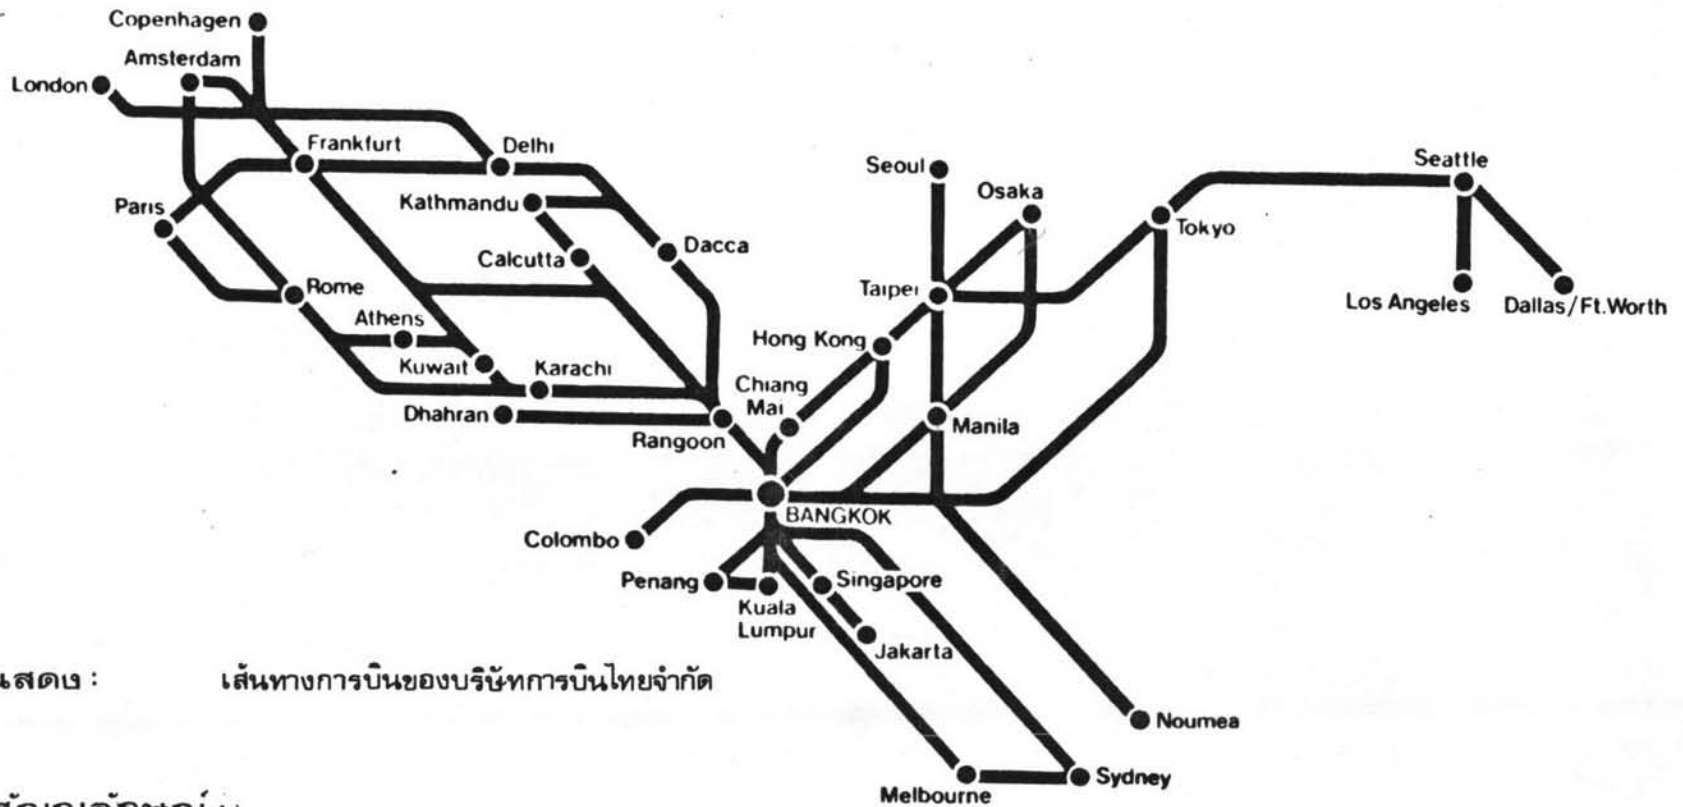 Copenhagen
Amsterdam
London
Frankfurt
Delhi
Seoul
Seattle
Osaka
Kathmandu
Paris
Tokyo
Dacca
Calcutta
Rome
Taipei
Los Angeles
Dallas/Ft.Worth
Athens
Hong Kong
Kuwait
Karachi
Chiang
Mai
Dhahran
Manila
Rangoon
BANGKOK
Colombo
Penang
Singapore
Kuala
Lumpur
Jakarta
แสดง : เส้นทางการบินของบริษัทการบินไทยจำกัด
Noumea
Sydney
Melbourne